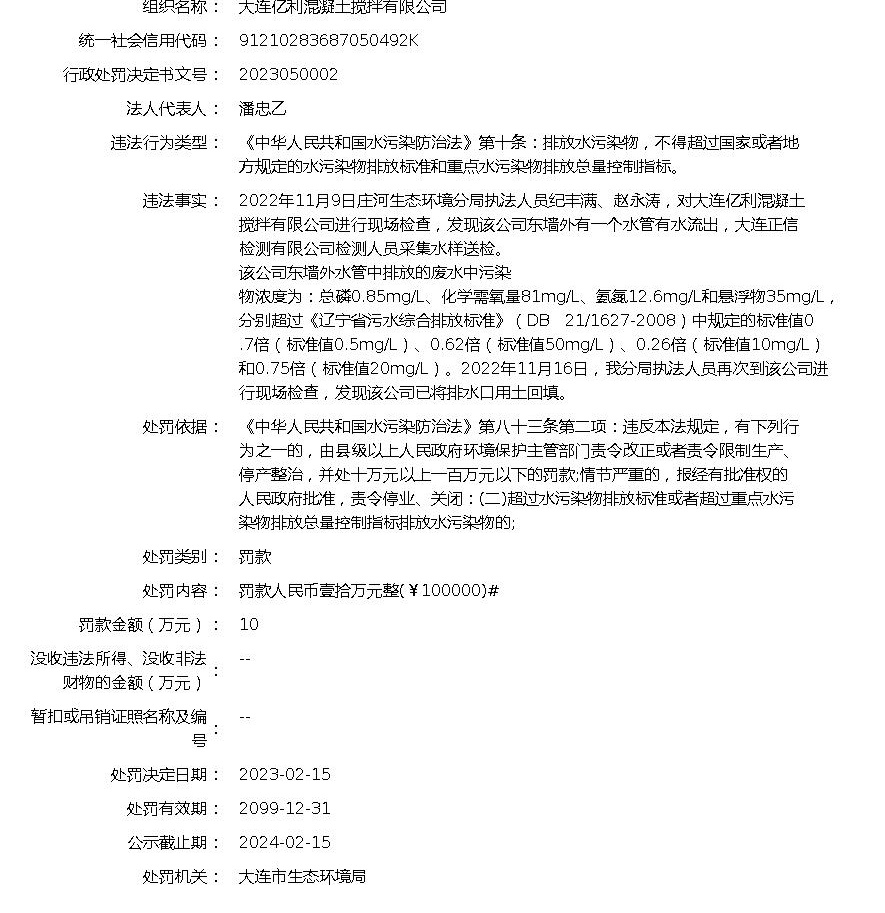 组织名称： 大连亿利混凝土搅拌有限公司
统一社会信用代码： 91210283687050492K
行政处罚决定书文号： 2023050002
法人代表人： 潘忠乙
违法行为类型： 《中华人民共和国水污染防治法》第十条：排放水污染物，不得超过国家或者地
方规定的水污染物排放标准和重点水污染物排放总量控制指标。
违法事实： 2022年11月9日庄河生态环境分局执法人员纪丰满、赵永涛，对大连亿利混凝土
搅拌有限公司进行现场检查，发现该公司东墙外有一个水管有水流出，大连正信
检测有限公司检测人员采集水样送检。
该公司东墙外水管中排放的废水中污染
物浓度为：总磷0.85mg/L、化学需氧量81mg/L、氨氮12.6mg/L和悬浮物35mg/L，
分别超过《辽宁省污水综合排放标准》（DB 21/1627-2008）中规定的标准值0
.7倍（标准值0.5mg/L）、0.62倍（标准值50mg/L）、0.26倍（标准值10mg/L）
和0.75倍（标准值20mg/L）。2022年11月16日，我分局执法人员再次到该公司进
行现场检查，发现该公司已将排水口用土回填。
处罚依据： 《中华人民共和国水污染防治法》第八十三条第二项：违反本法规定，有下列行
为之一的，由县级以上人民政府环境保护主管部门责令改正或者责令限制生产、
停产整治，并处十万元以上一百万元以下的罚款;情节严重的，报经有批准权的
人民政府批准，责令停业、关闭：(二)超过水污染物排放标准或者超过重点水污
染物排放总量控制指标排放水污染物的;
处罚类别： 罚款
处罚内容： 罚款人民币壹拾万元整(￥100000)#
罚款金额（万元）： 10
没收违法所得、没收非法
财物的金额（万元）： --
暂扣或吊销证照名称及编
号： --
处罚决定日期： 2023-02-15
处罚有效期： 2099-12-31
公示截止期： 2024-02-15
处罚机关： 大连市生态环境局